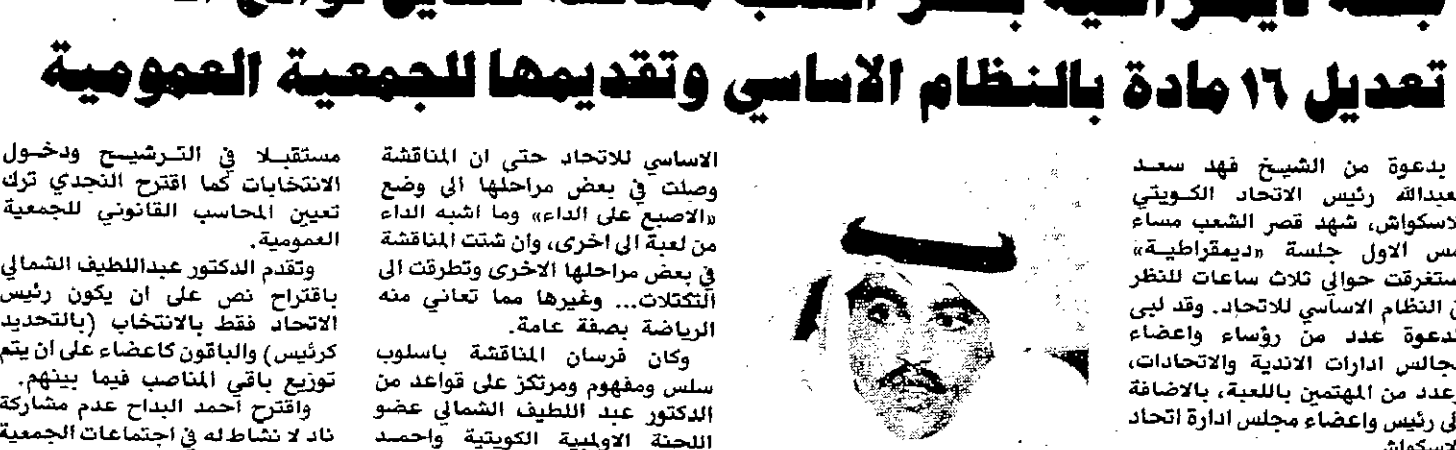 تعديل ١٦ مادة بالنظام الاساسي وتقديمها للجمعية العمومية
بدعوة من الشيخ فهد سعد
العبدالله رئيس الاتحاد الكويتي
للاسكواش، شهد قصر الشعب مساء
امس الاول جلسة «ديمقراطية»
استغرقت حوالي ثلاث ساعات للنظر
النظام الاساسي للاتحاد. وقد لبى
الدعوة عدد من رؤساء واعضاء
مجالس ادارات الاندية والاتحادات،
وعدد من المهتمين باللعبة، بالاضافة
الى رئيس واعضاء مجلس ادارة اتحاد
الاسكواش
الاساسي للاتحاد حتى ان المناقشة
وصلت في بعض مراحلها الى وضع
«الاصبع على الداء» وما اشبه الداء
من لعبة الى اخرى، وان شتت المناقشة
في بعض مراحلها الاخرى وتطرقت الى
التكتلات... وغيرها مما تعاني منه
الرياضة بصفة عامة.
وكان فرسان المناقشة باسلوب
سلس ومفهوم ومرتكز على قواعد من
الدكتور عبد اللطيف الشمالي عضو
اللجنة الاولمبية الكويتية واحمد
مستقبلا في الترشيح ودخول
الانتخابات كما اقترح النجدي ترك
تعيين المحاسب القانوني للجمعية
العمومية.
وتقدم الدكتور عبداللطيف الشمالي
باقتراح نص على ان يكون رئيس
الاتحاد فقط بالانتخاب (بالتحديد
كرئيس) والباقون كاعضاء على ان يتم
توزيع باقي المناصب فيما بينهم.
واقترح أحمد البداح عدم مشاركة
ناد لا نشاط له في اجتماعات الجمعية